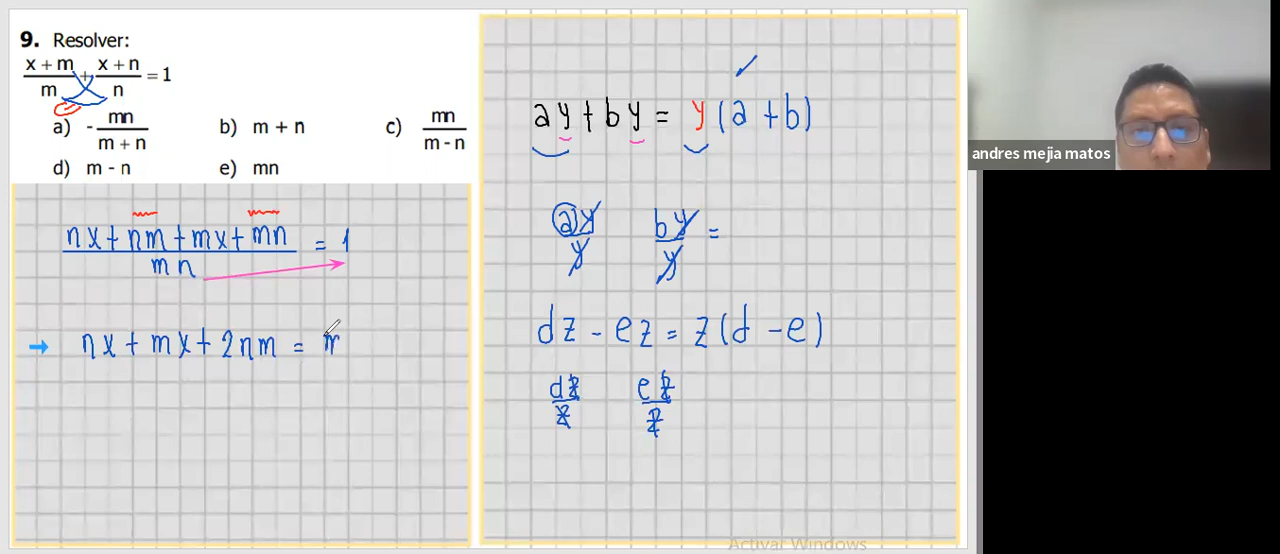 9. Resolver:
x + m / m + x + n / n = 1
a) - mn / m + n
b) m + n
c) mn / m - n
d) m - n
e) mn
nx + nm + mx + mn / mn = 1
→ nx + mx + 2nm = m
ay + by = y (a + b)
ay / y by / y =
dz - ez = z (d - e)
dz / z ez / z
andres mejia matos
Activar Windows